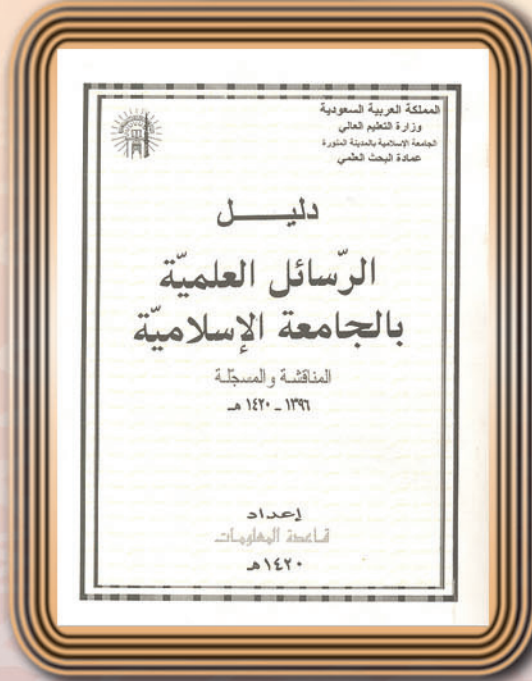 المملكة العربية السعودية
وزارة التعليم العالي
الجامعة الإسلامية بالمدينة المنورة
عمادة البحث العلمي
دليـــــل
الرّسائل العلميّة
بالجامعة الإسلاميّة
المناقشة والمسجّلة
١٣٩٦ - ١٤٢٠ هـ
إعداد
قاعدة المعلومات
١٤٢٠هـ